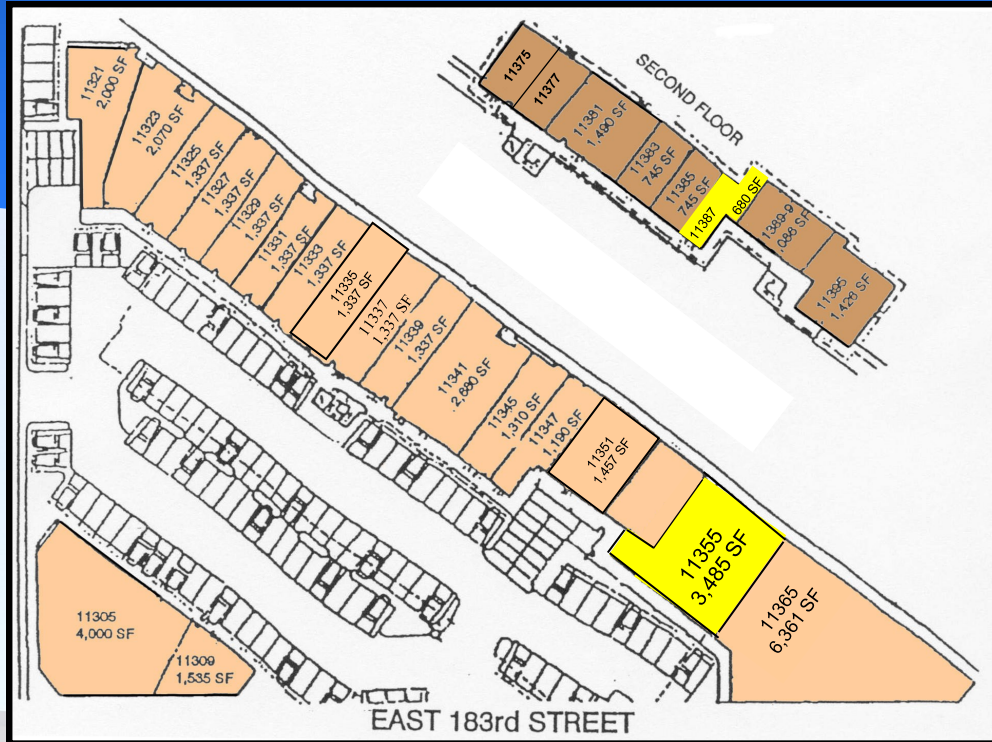 SECOND FLOOR
11375
11377
11381
1,490 SF
11383
745 SF
11385
745 SF
11387
680 SF
1389-9
,086 SF
11395
1,426 SF
11321
2,000 SF
11323
2,070 SF
11325
1,337 SF
11327
1,337 SF
11329
1,337 SF
11331
1,337 SF
11333
1,337 SF
11335
1,337 SF
11337
1,337 SF
11339
1,337 SF
11341
2,680 SF
11345
1,310 SF
11347
1,190 SF
11351
1,457 SF
11355
3,485 SF
11365
6,361 SF
11305
4,000 SF
11309
1,535 SF
EAST 183rd STREET